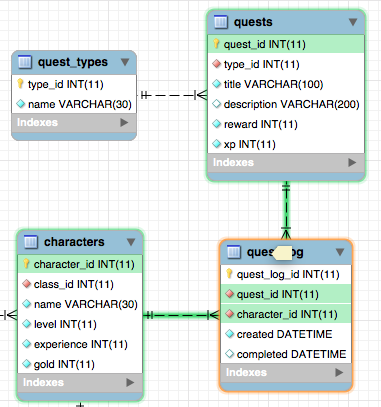 quests
quest_id INT(11)
type_id INT(11)
title VARCHAR(100)
description VARCHAR(200)
reward INT(11)
xp INT(11)
Indexes
quest_types
type_id INT(11)
name VARCHAR(30)
Indexes
characters
character_id INT(11)
class_id INT(11)
name VARCHAR(30)
level INT(11)
experience INT(11)
gold INT(11)
Indexes
quest_log_id INT(11)
quest_id INT(11)
character_id INT(11)
created DATETIME
completed DATETIME
Indexes